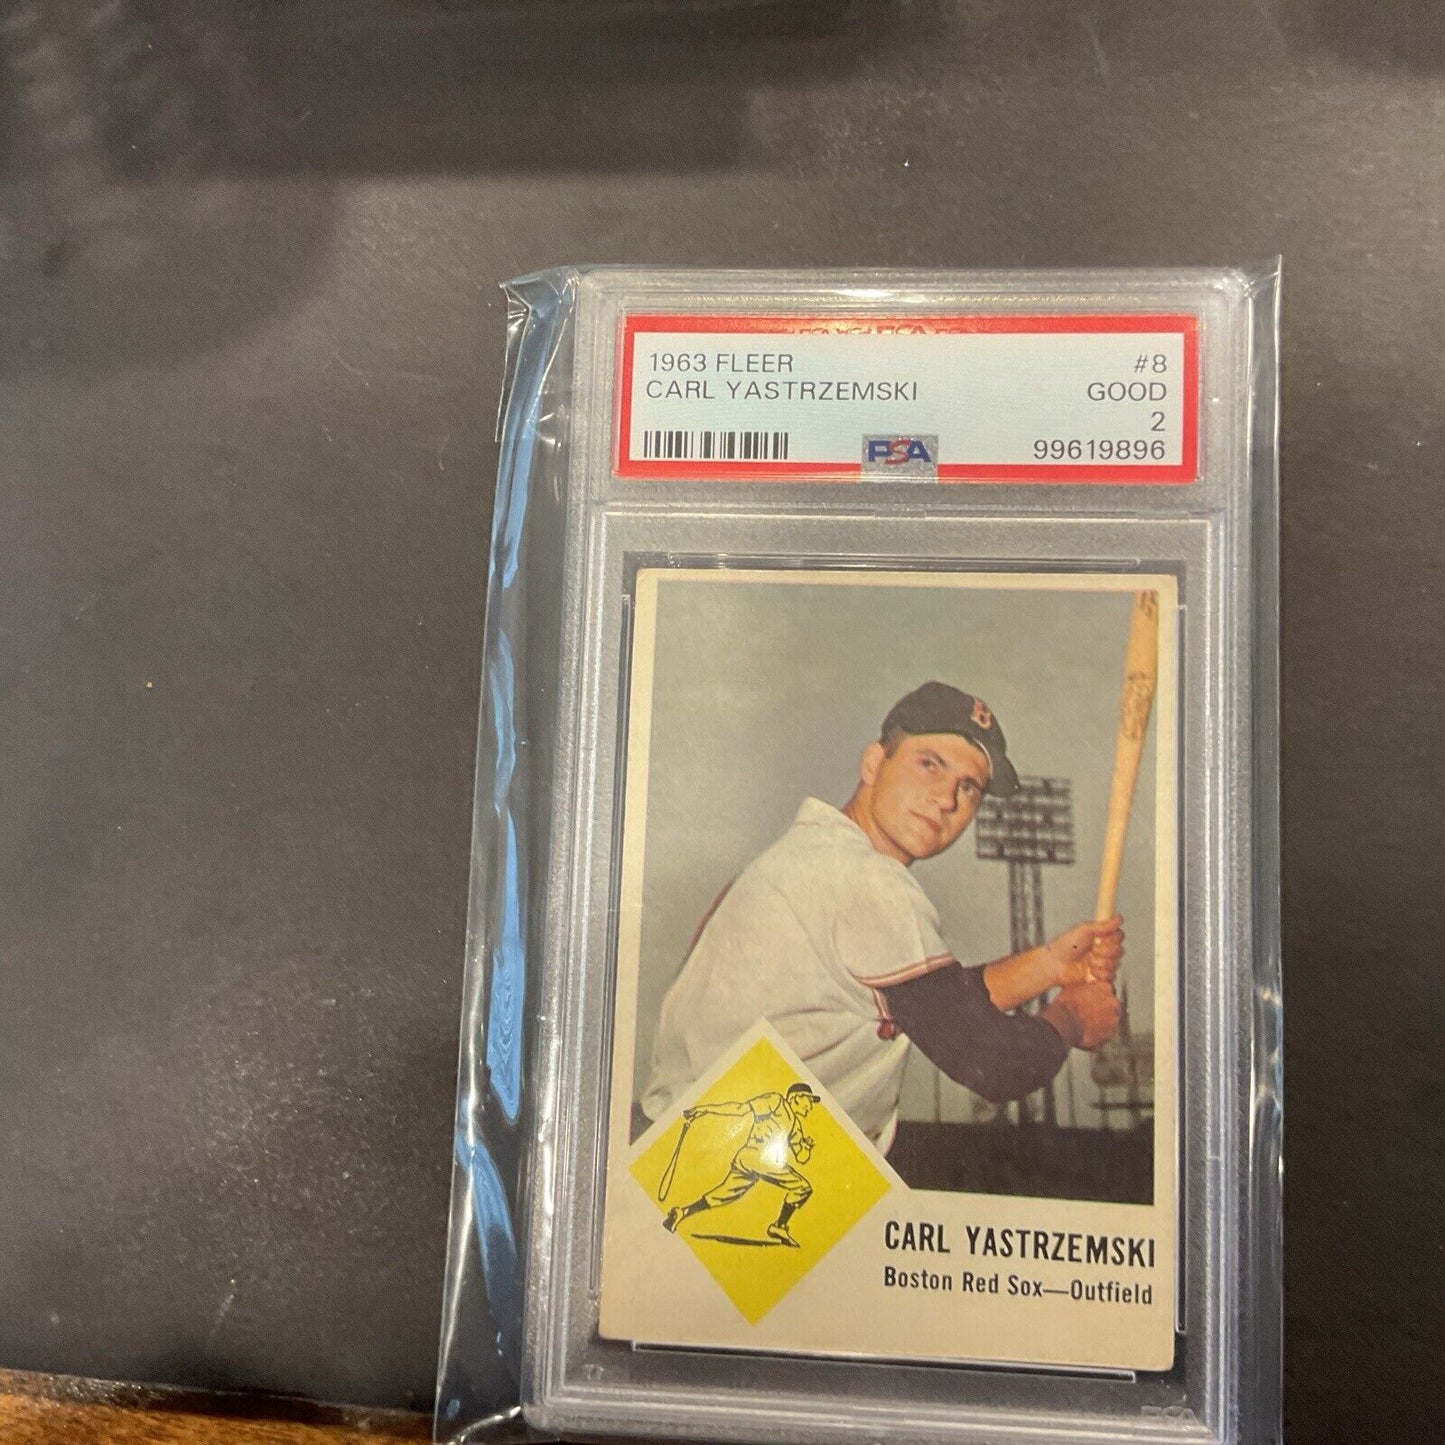 1963 FLEER #8
CARL YASTRZEMSKI GOOD
2
PSA 99619896
B
CARL YASTRZEMSKI
Boston Red Sox—Outfield